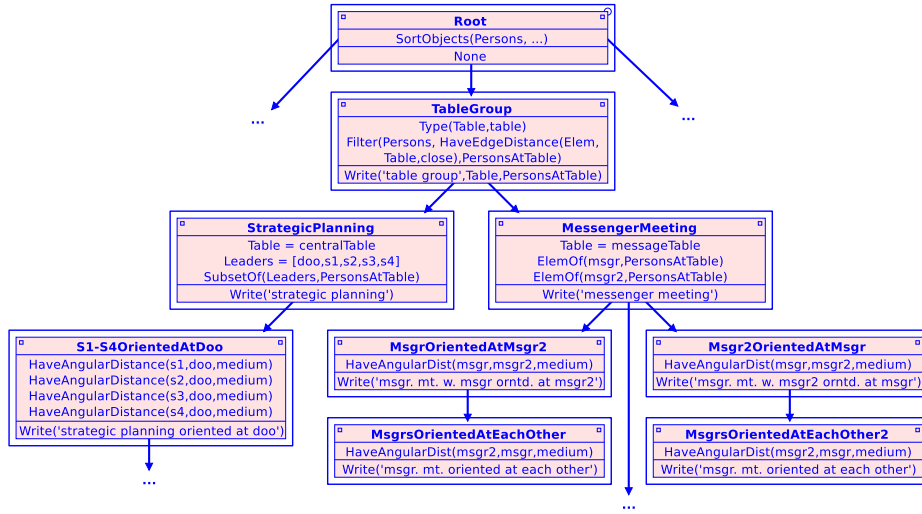 Root
SortObjects(Persons, ...)
None
...
...
TableGroup
Type(Table,table)
Filter(Persons, HaveEdgeDistance(Elem,
Table,close),PersonsAtTable)
Write('table group',Table,PersonsAtTable)
StrategicPlanning
Table = centralTable
Leaders = [doo,s1,s2,s3,s4]
SubsetOf(Leaders,PersonsAtTable)
Write('strategic planning')
MessengerMeeting
Table = messageTable
ElemOf(msgr,PersonsAtTable)
ElemOf(msgr2,PersonsAtTable)
Write('messenger meeting')
S1-S4OrientedAtDoo
HaveAngularDistance(s1,doo,medium)
HaveAngularDistance(s2,doo,medium)
HaveAngularDistance(s3,doo,medium)
HaveAngularDistance(s4,doo,medium)
Write('strategic planning oriented at doo')
...
MsgrOrientedAtMsgr2
HaveAngularDist(msgr,msgr2,medium)
Write('msgr. mt. w. msgr orntd. at msgr2')
Msgr2OrientedAtMsgr
HaveAngularDist(msgr,msgr2,medium)
Write('msgr. mt. w. msgr2 orntd. at msgr')
MsgrsOrientedAtEachOther
HaveAngularDist(msgr2,msgr,medium)
Write('msgr. mt. oriented at each other')
MsgrsOrientedAtEachOther2
HaveAngularDist(msgr2,msgr,medium)
Write('msgr. mt. oriented at each other')
...